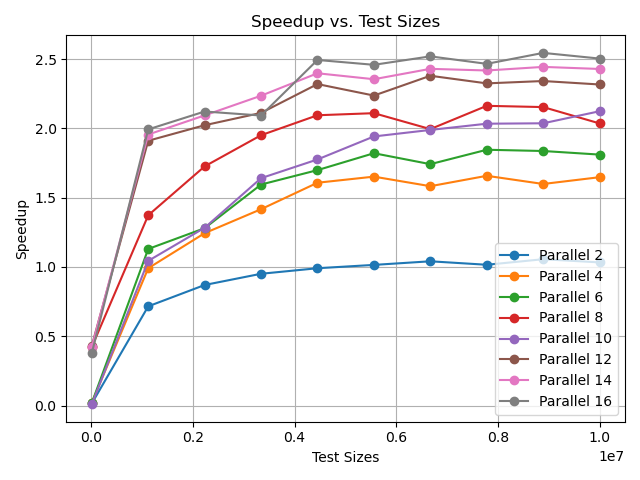 Speedup vs. Test Sizes
2.5
2.0
1.5
1.0
0.5
0.0
Speedup
Parallel 2
Parallel 4
Parallel 6
Parallel 8
Parallel 10
Parallel 12
Parallel 14
Parallel 16
0.0 0.2 0.4 0.6 0.8 1.0
1e7
Test Sizes